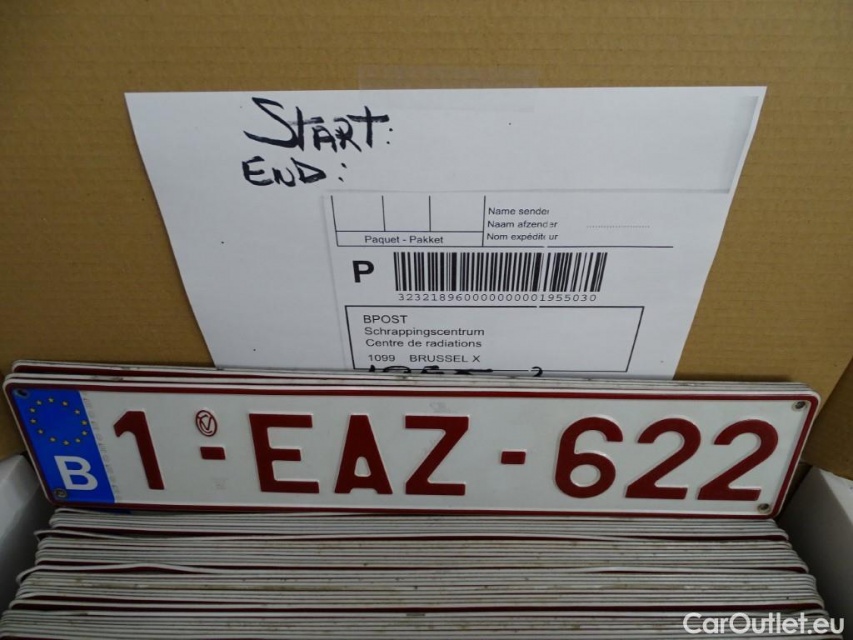 START:
END:
Name sender
Naam afzender
Nom expéditeur
Paquet - Pakket
P
323218960000000001955030
BPOST
Schrappingscentrum
Centre de radiations
1099 BRUSSEL X
B 1-EAZ-622
CarOutlet.eu